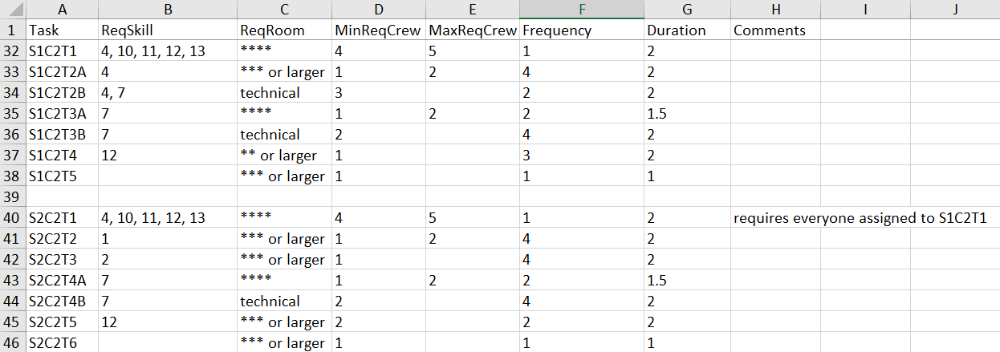 A B C D E F G H I J
1 Task ReqSkill ReqRoom MinReqCrew MaxReqCrew Frequency Duration Comments
32 S1C2T1 4, 10, 11, 12, 13 **** 4 5 1 2
33 S1C2T2A 4 *** or larger 1 2 4 2
34 S1C2T2B 4, 7 technical 3 2 2
35 S1C2T3A 7 **** 1 2 2 1.5
36 S1C2T3B 7 technical 2 4 2
37 S1C2T4 12 ** or larger 1 3 2
38 S1C2T5 *** or larger 1 1 1
39
40 S2C2T1 4, 10, 11, 12, 13 **** 4 5 1 2 requires everyone assigned to S1C2T1
41 S2C2T2 1 *** or larger 1 2 4 2
42 S2C2T3 2 *** or larger 1 4 2
43 S2C2T4A 7 **** 1 2 2 1.5
44 S2C2T4B 7 technical 2 4 2
45 S2C2T5 12 *** or larger 2 2 2
46 S2C2T6 *** or larger 1 1 1